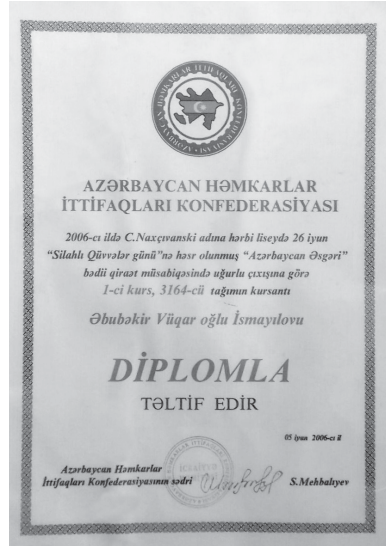 AZƏRBAYCAN HƏMKARLAR
İTTİFAQLARI KONFEDERASİYASI
2006-cı ildə C.Naxçıvanski adına hərbi liseydə 26 iyun
“Silahlı Qüvvələr günü”nə həsr olunmuş “Azərbaycan Əsgəri”
bədii qiraət müsabiqəsində uğurlu çıxışına görə
1-ci kurs, 3164-cü tağımın kursantı
Əbubəkir Vüqar oğlu İsmayılovu
DİPLOMLA
TƏLTİF EDİR
05 iyun 2006-cı il
Azərbaycan Həmkarlar
İttifaqları Konfederasiyasının sədri
S.Mehbalıyev